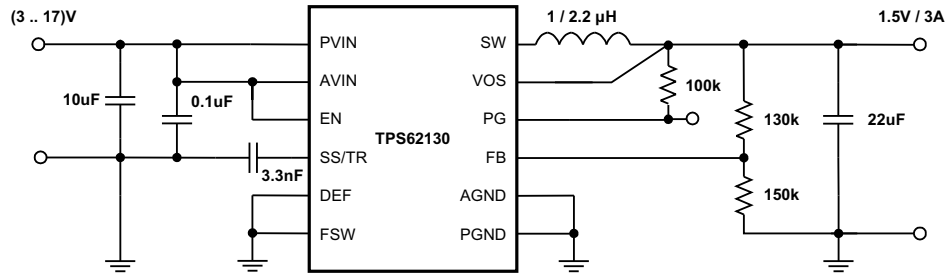 (3 .. 17)V
1 / 2.2 µH
1.5V / 3A
PVIN
SW
AVIN
VOS
10uF
0.1uF
100k
EN
PG
130k
22uF
TPS62130
SS/TR
FB
3.3nF
DEF
AGND
150k
FSW
PGND